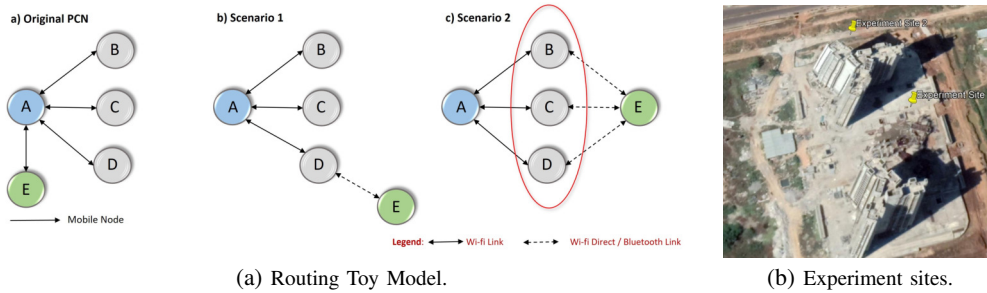 a) Original PCN
b) Scenario 1
c) Scenario 2
B
A
C
D
E
Mobile Node
B
A
C
D
E
B
A
C
E
D
Legend: Wi-fi Link Wi-fi Direct / Bluetooth Link
Experiment Site 2
Experiment Site
(a) Routing Toy Model.
(b) Experiment sites.